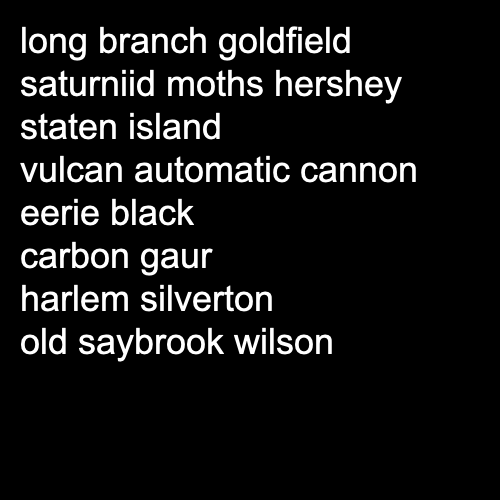 long branch goldfield
saturniid moths hershey
staten island
vulcan automatic cannon
eerie black
carbon gaur
harlem silverton
old saybrook wilson